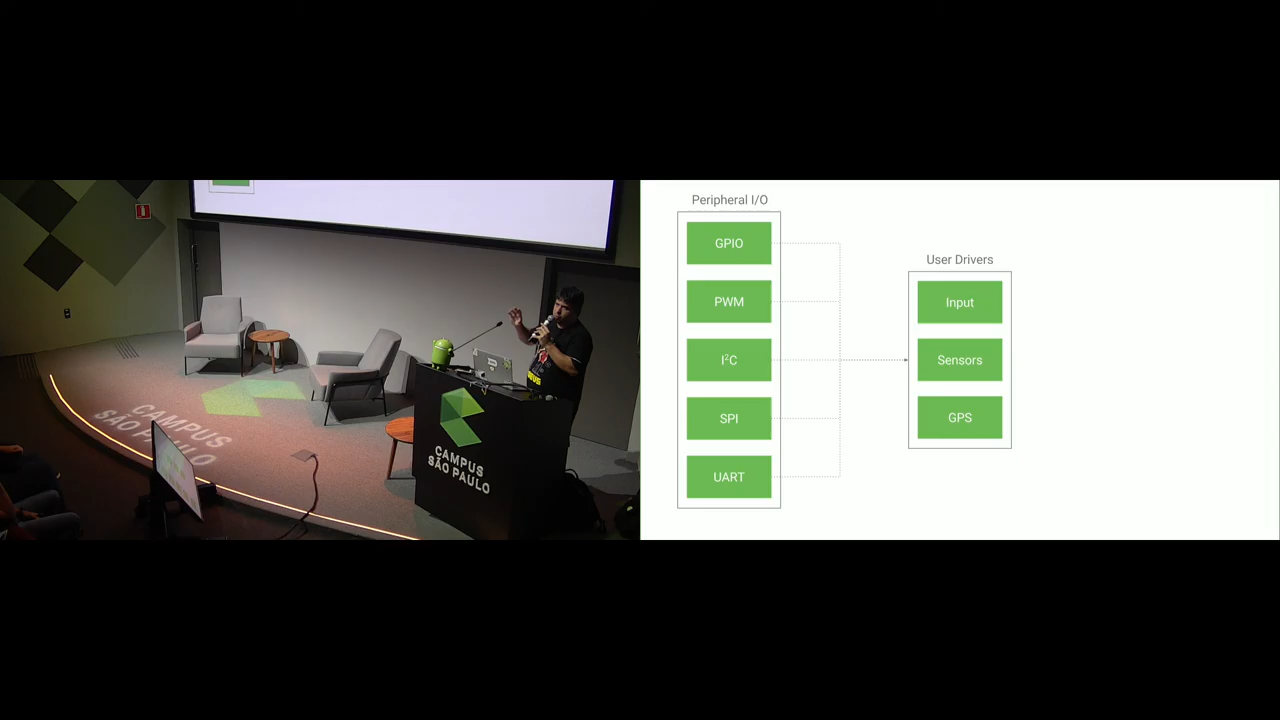 CAMPUS
SÃO PAULO
CAMPUS
SÃO PAULO
Peripheral I/O
GPIO
PWM
I²C
SPI
UART
User Drivers
Input
Sensors
GPS